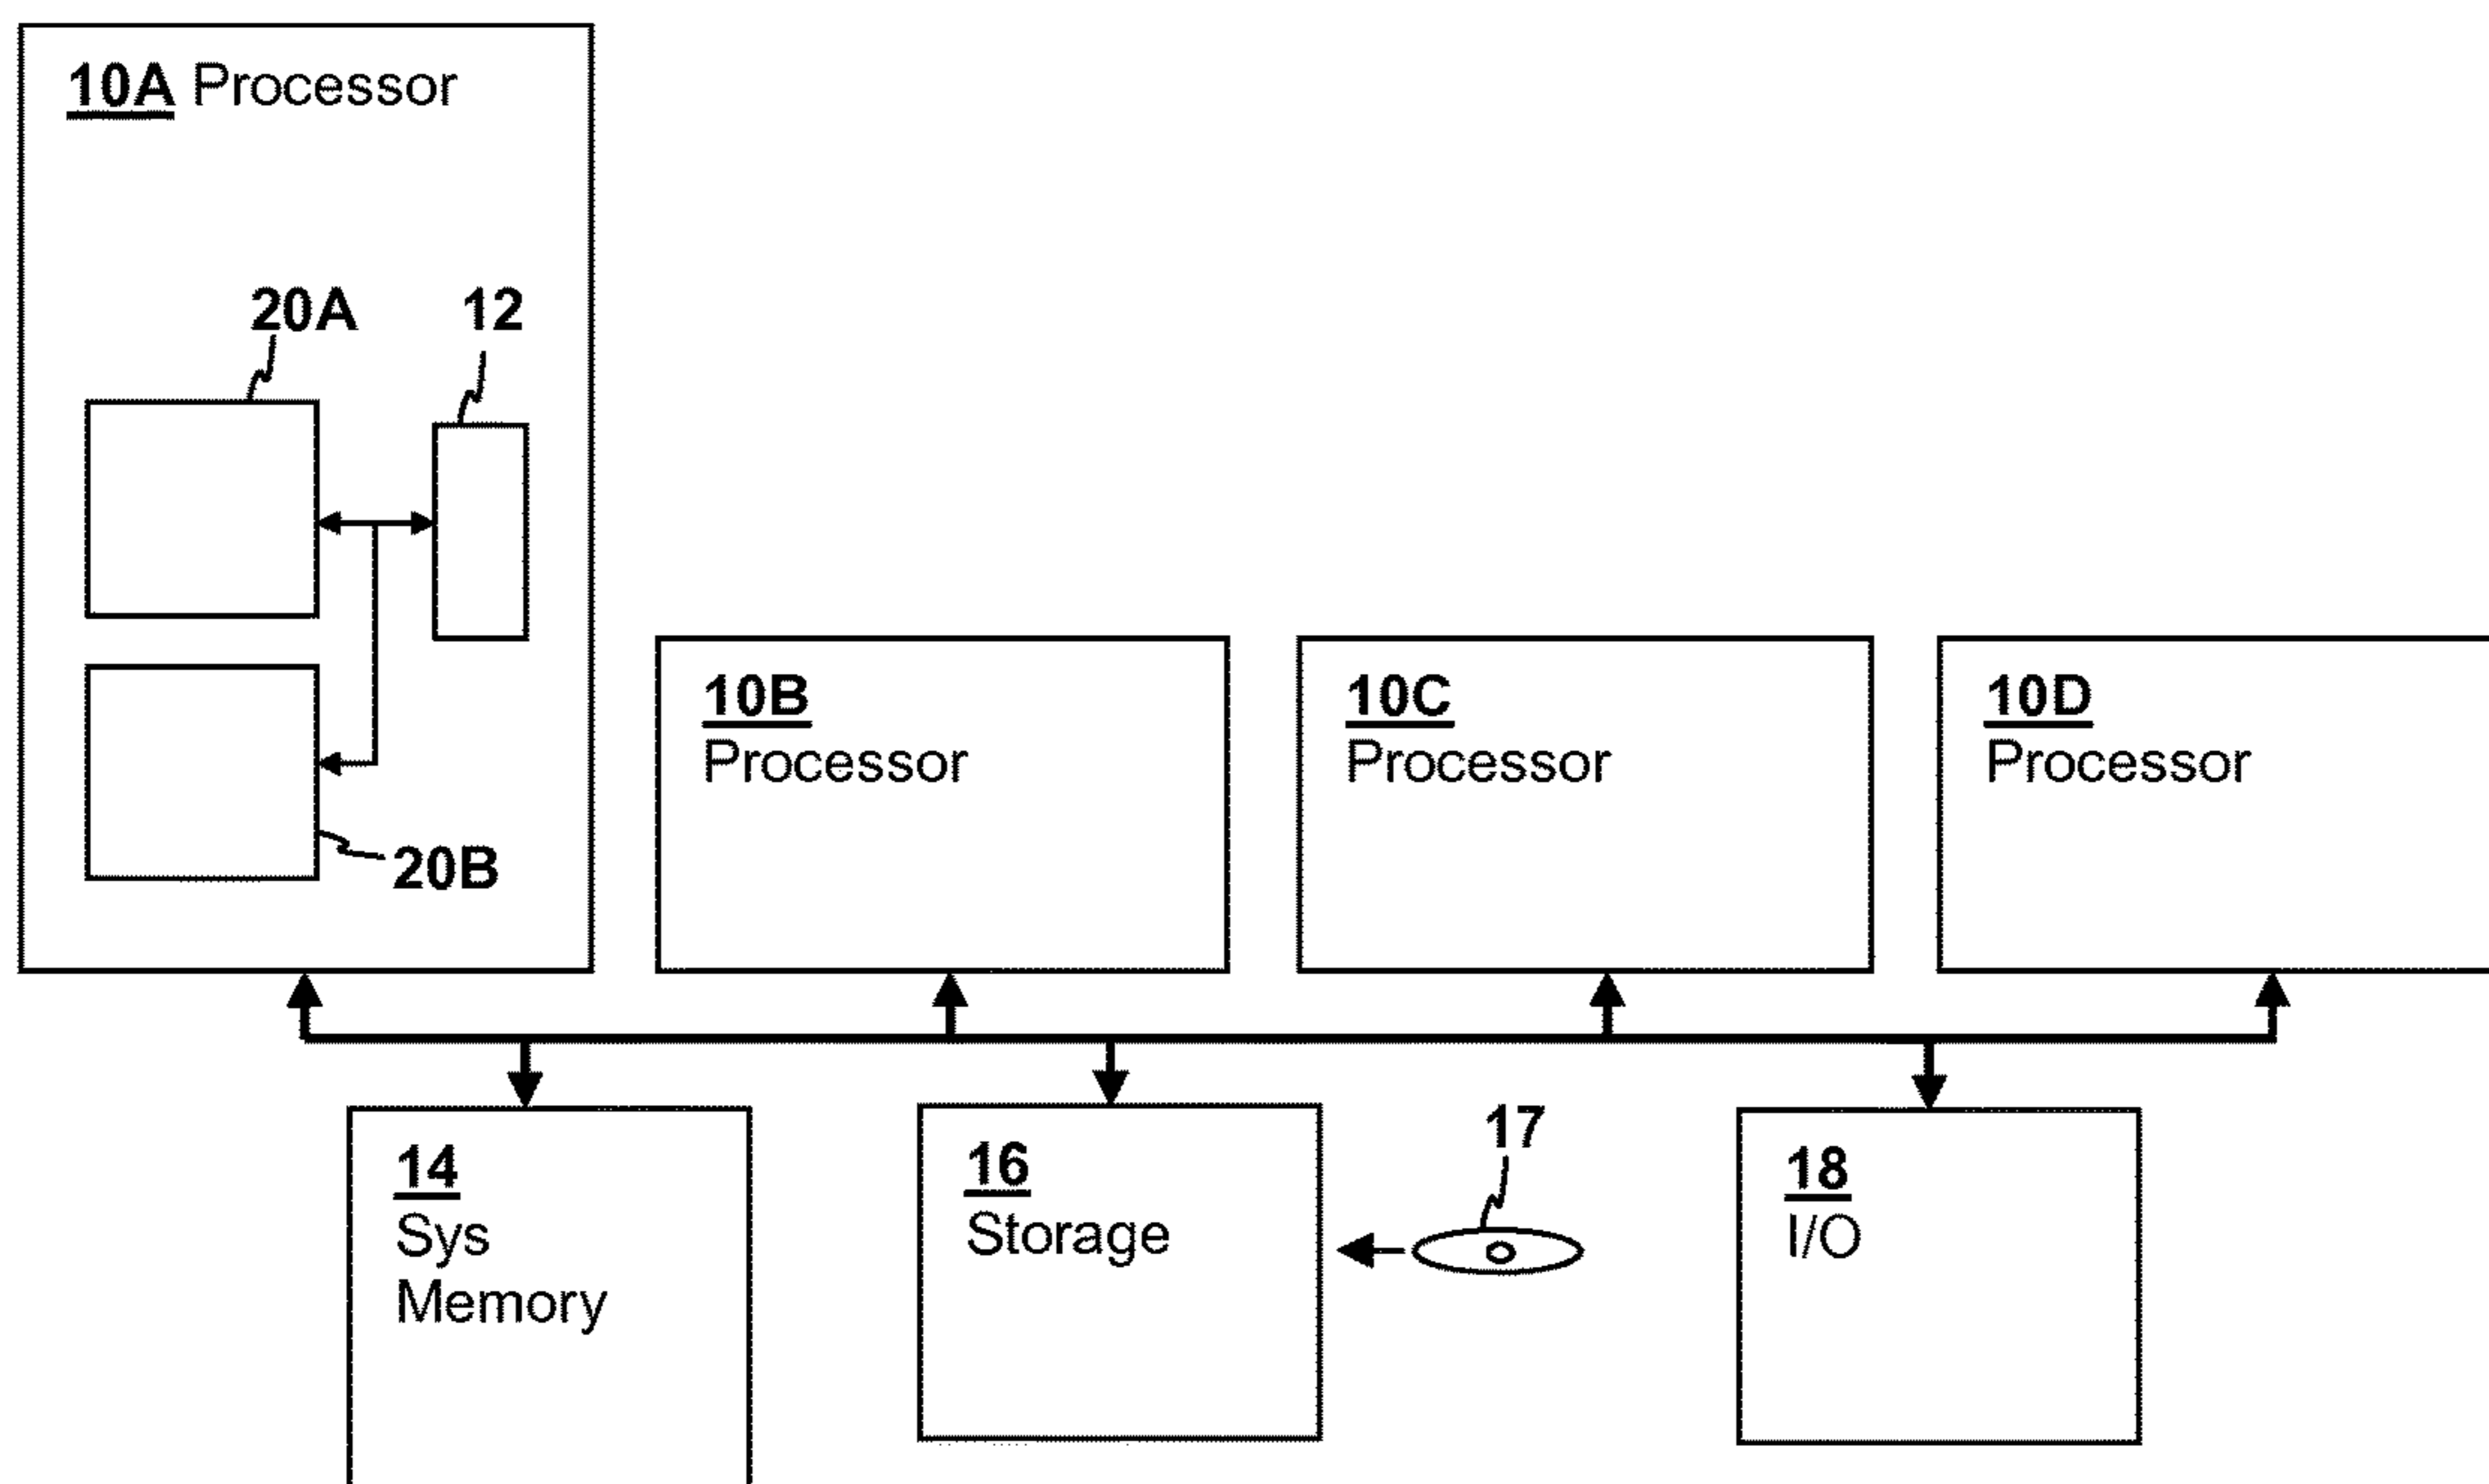 10A Processor
20A
12
20B
10B
Processor
10C
Processor
10D
Processor
14
Sys
Memory
16
Storage
17
18
I/O